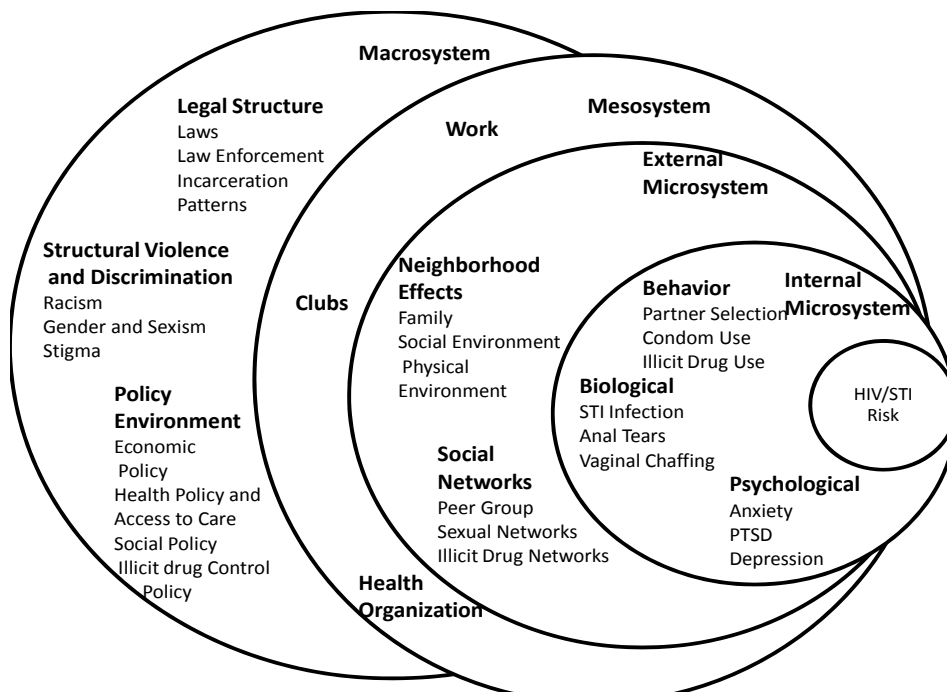 Macrosystem
Legal Structure
Laws
Law Enforcement
Incarceration
Patterns
Structural Violence
and Discrimination
Racism
Gender and Sexism
Stigma
Policy
Environment
Economic
Policy
Health Policy and
Access to Care
Social Policy
Illicit drug Control
Policy
Mesosystem
Work
Clubs
Health
Organization
External
Microsystem
Neighborhood
Effects
Family
Social Environment
Physical
Environment
Social
Networks
Peer Group
Sexual Networks
Illicit Drug Networks
Internal
Microsystem
Behavior
Partner Selection
Condom Use
Illicit Drug Use
Biological
STI Infection
Anal Tears
Vaginal Chaffing
Psychological
Anxiety
PTSD
Depression
HIV/STI
Risk